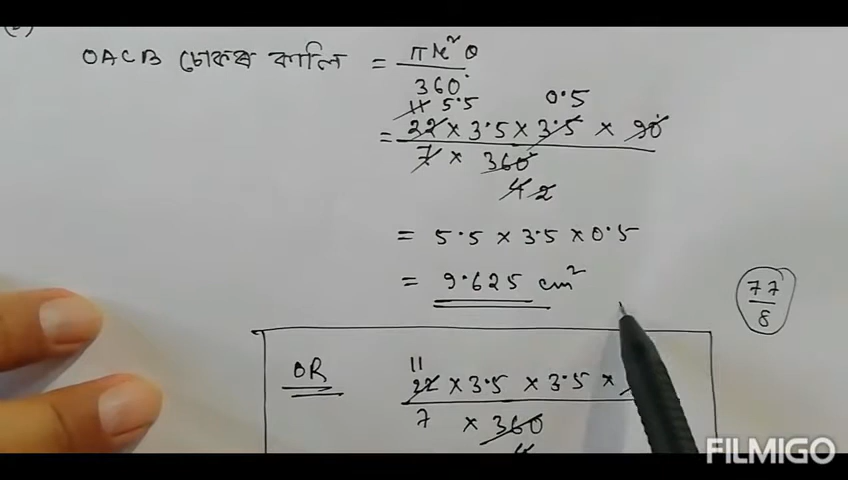 OACB চোকৰ কালি = πr²θ
360°
11 5.5 0.5
= 22 × 3.5 × 3.5 × 90°
7 × 360°
4 2
= 5.5 × 3.5 × 0.5
= 9.625 cm²
77
8
OR 11
22 × 3.5 × 3.5 ×
7 × 360
FILMIGO